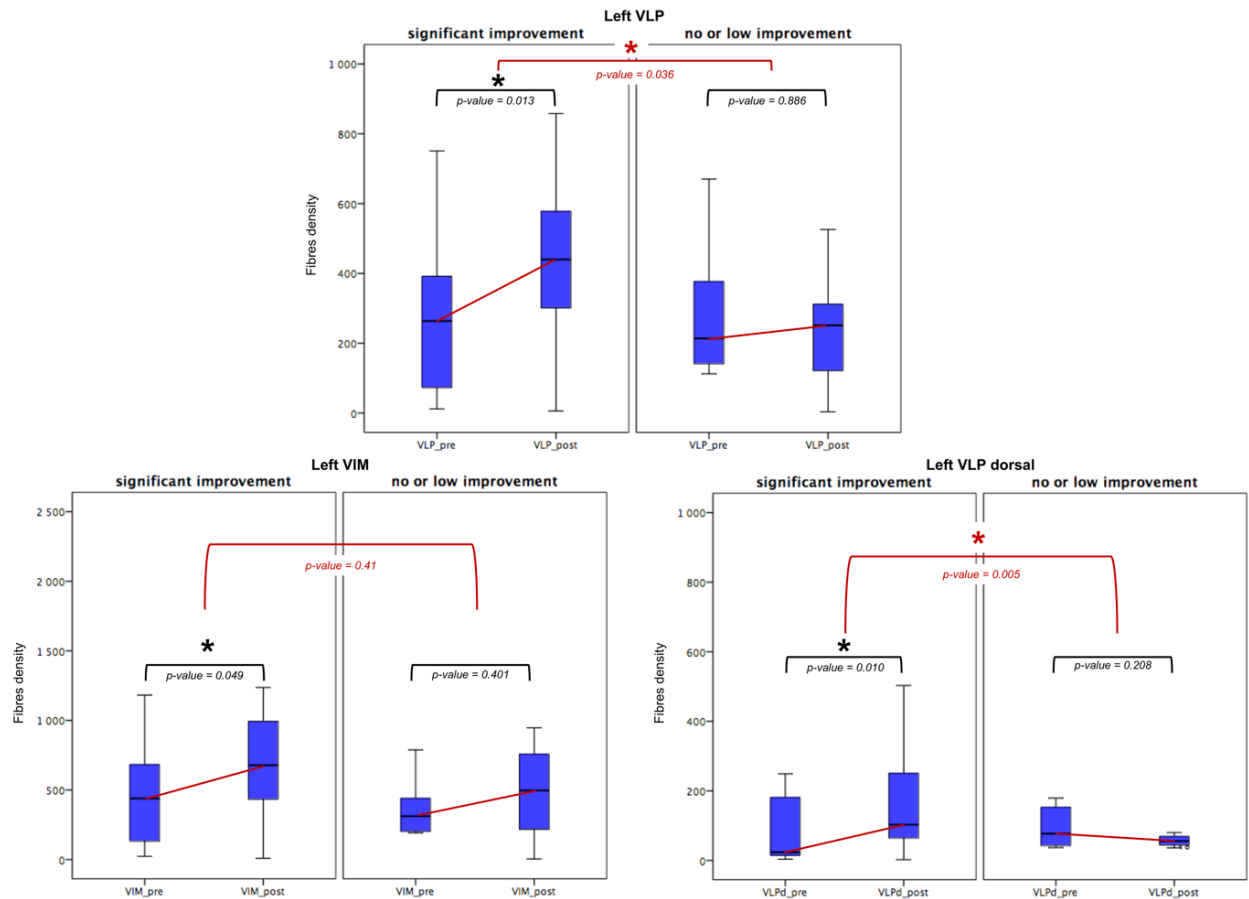 Left VLP
significant improvement
no or low improvement
*
p-value = 0.036
*
p-value = 0.013
p-value = 0.886
Fibres density
1 000
800
600
400
200
0
VLP_pre
VLP_post
VLP_pre
VLP_post
Left VIM
significant improvement
no or low improvement
p-value = 0.41
*
p-value = 0.049
p-value = 0.401
Fibres density
2 500
2 000
1 500
1 000
500
0
VIM_pre
VIM_post
VIM_pre
VIM_post
Left VLP dorsal
significant improvement
no or low improvement
*
p-value = 0.005
*
p-value = 0.010
p-value = 0.208
Fibres density
1 000
800
600
400
200
0
VLPd_pre
VLPd_post
VLPd_pre
VLPd_post